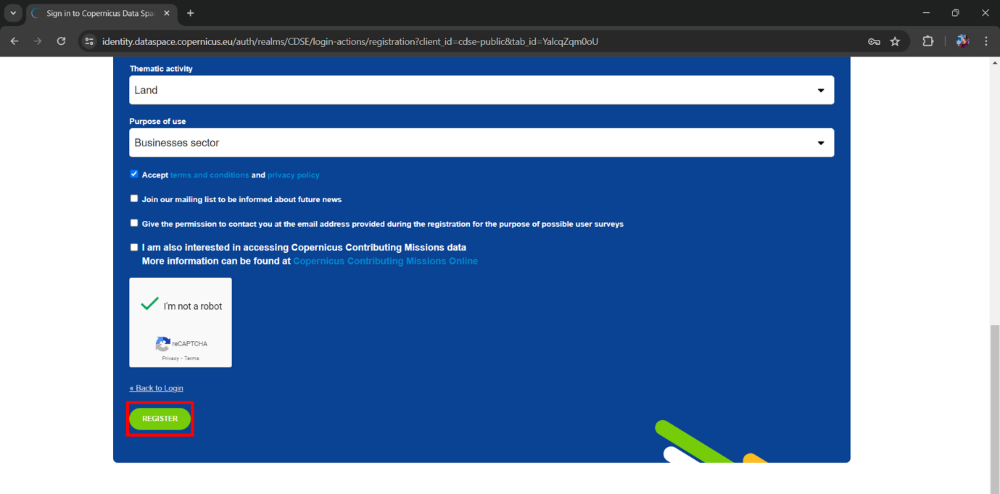 Sign in to Copernicus Data Spa
identity.dataspace.copernicus.eu/auth/realms/CDSE/login-actions/registration?client_id=cdse-public&tab_id=YalcqZqm0oU
Thematic activity
Land
Purpose of use
Businesses sector
Accept terms and conditions and privacy policy
Join our mailing list to be informed about future news
Give the permission to contact you at the email address provided during the registration for the purpose of possible user surveys
I am also interested in accessing Copernicus Contributing Missions data
More information can be found at Copernicus Contributing Missions Online
I'm not a robot
reCAPTCHA
Privacy - Terms
« Back to Login
REGISTER